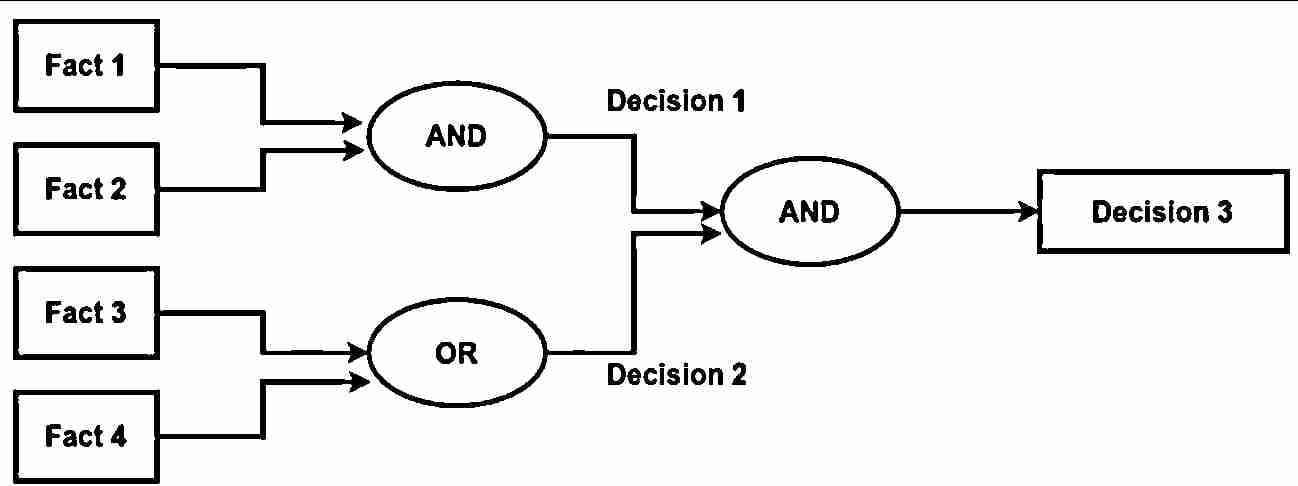 Fact 1
Fact 2
Fact 3
Fact 4
AND
OR
Decision 1
Decision 2
AND
Decision 3